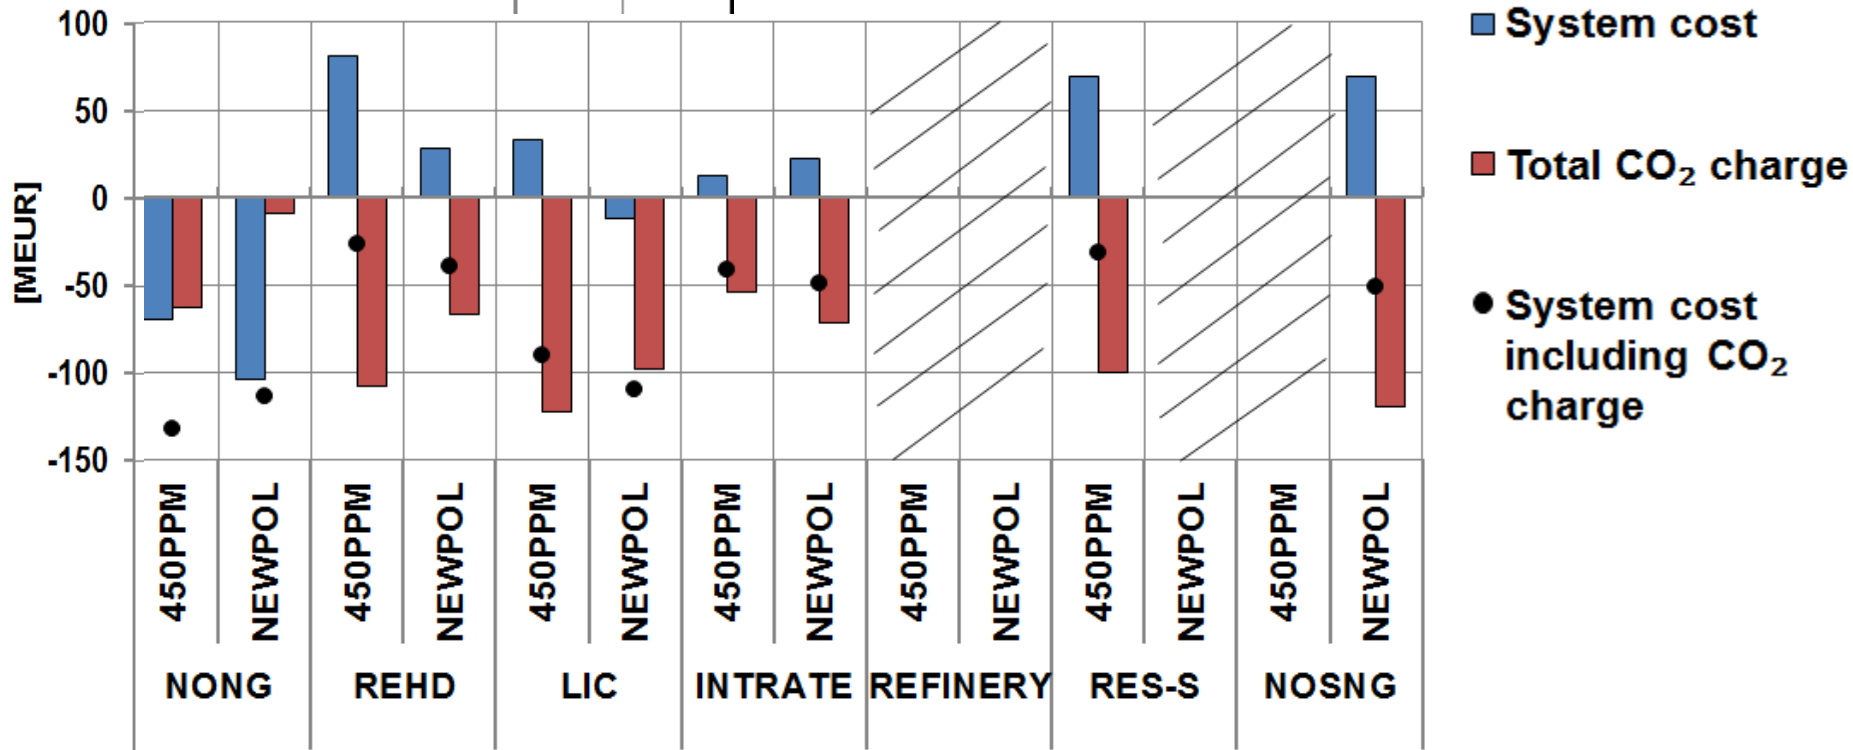 100
50
0
-50
-100
-150
[MEUR]
System cost
Total CO₂ charge
System cost
including CO₂
charge
450PPM NEWPOL 450PPM NEWPOL 450PPM NEWPOL 450PPM NEWPOL 450PPM NEWPOL 450PPM NEWPOL 450PPM NEWPOL
NONG REHD LIC INTRATE REFINERY RES-S NOSNG